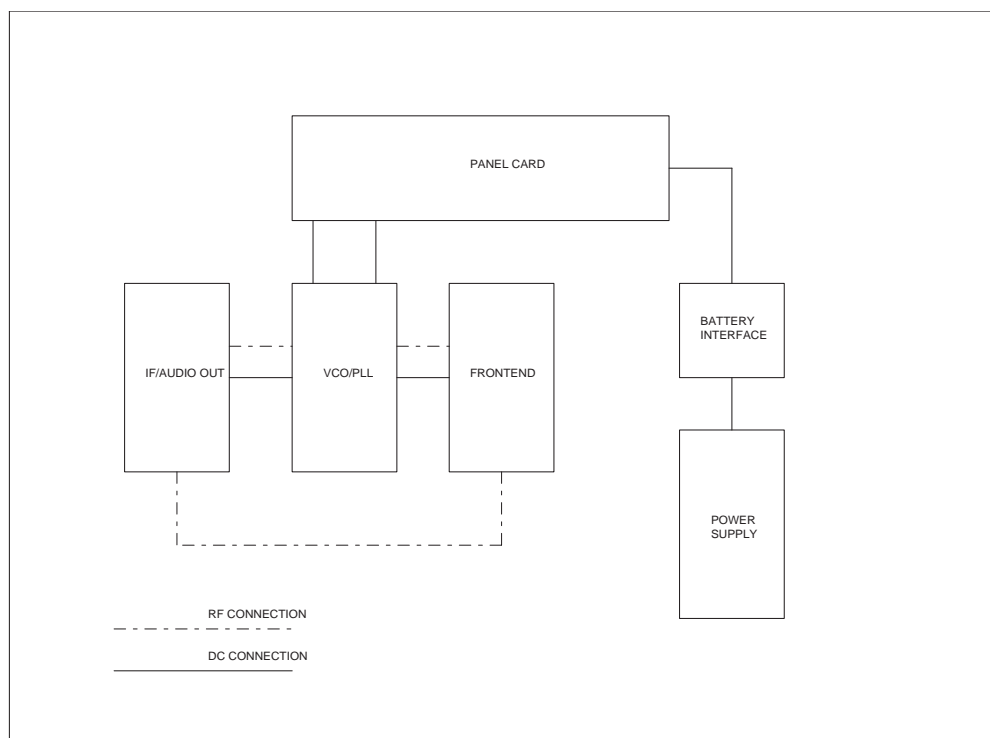 PANEL CARD
BATTERY
INTERFACE
IF/AUDIO OUT
VCO/PLL
FRONTEND
POWER
SUPPLY
RF CONNECTION
DC CONNECTION